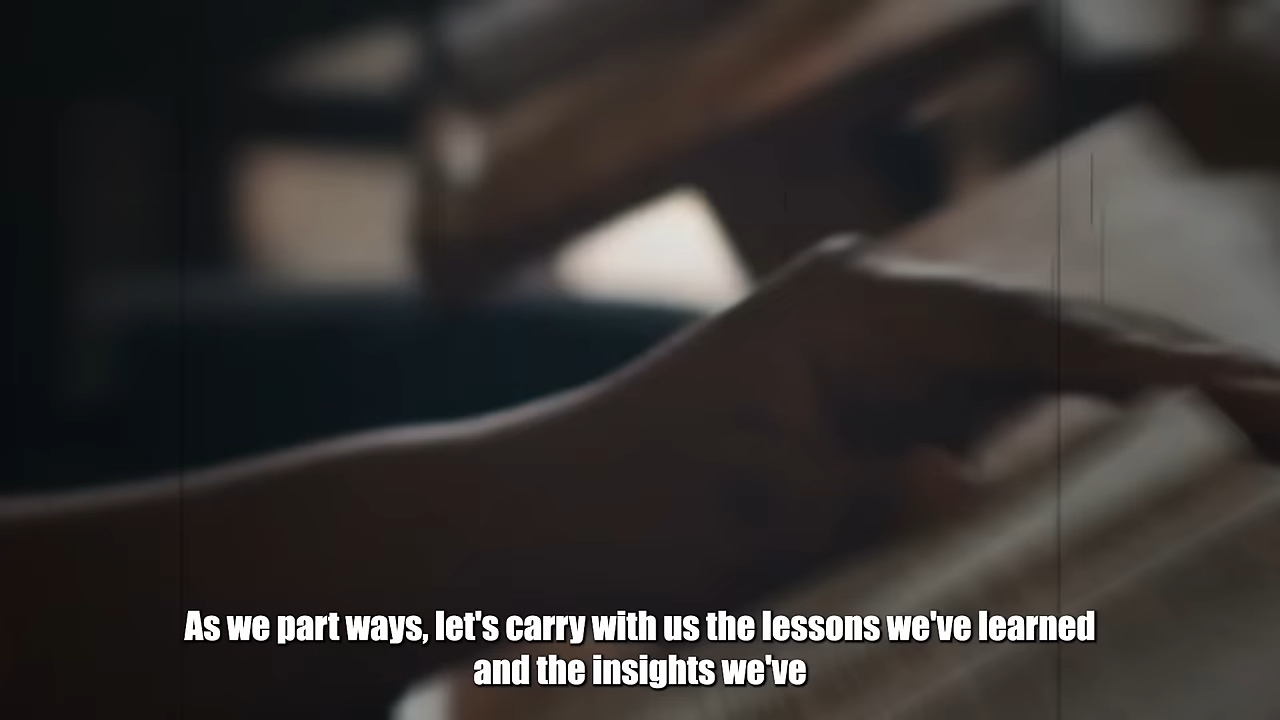 As we part ways, let's carry with us the lessons we've learned
and the insights we've